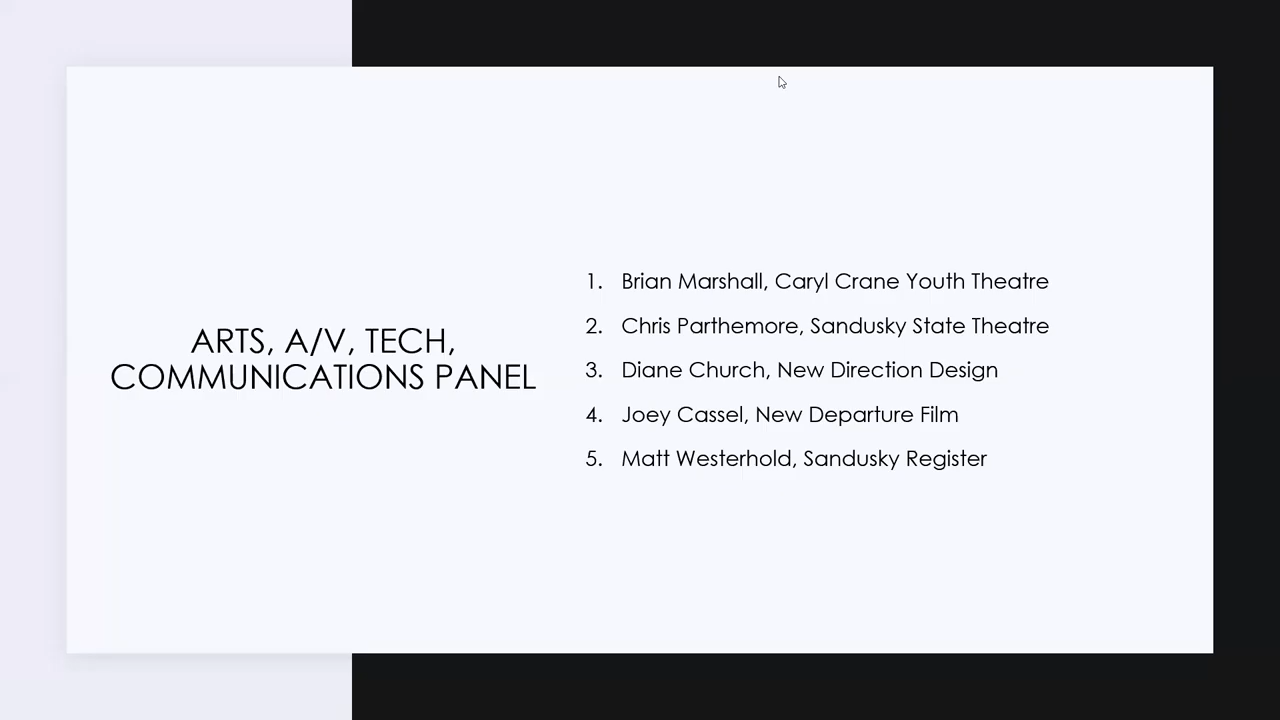 ARTS, A/V, TECH,
COMMUNICATIONS PANEL
1. Brian Marshall, Caryl Crane Youth Theatre
2. Chris Parthemore, Sandusky State Theatre
3. Diane Church, New Direction Design
4. Joey Cassel, New Departure Film
5. Matt Westerhold, Sandusky Register